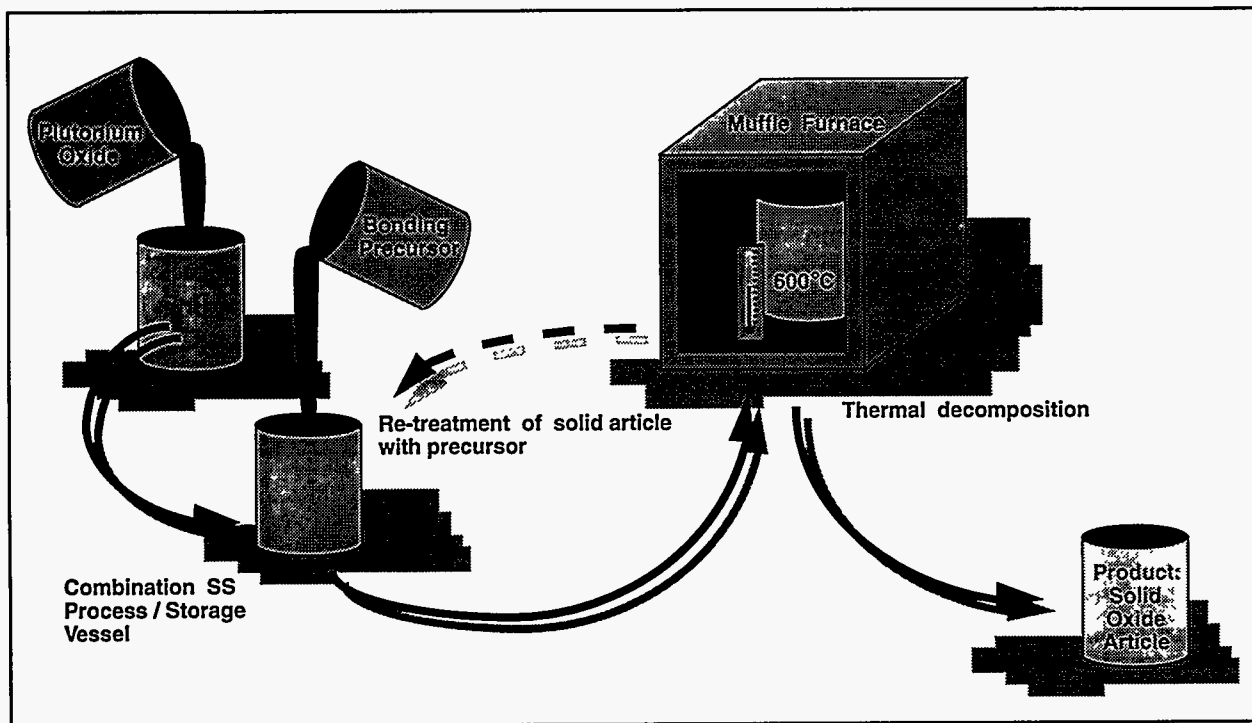 Plutonium
Oxide
Bonding
Precursor
Muffle Furnace
600°C
Re-treatment of solid article
with precursor
Thermal decomposition
Combination SS
Process / Storage
Vessel
Product:
Solid
Oxide
Article